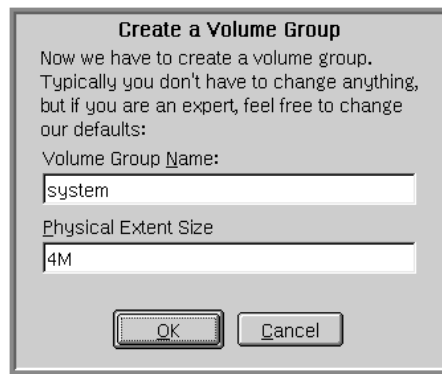 Create a Volume Group
Now we have to create a volume group.
Typically you don't have to change anything,
but if you are an expert, feel free to change
our defaults:
Volume Group Name:
system
Physical Extent Size
4M
OK
Cancel